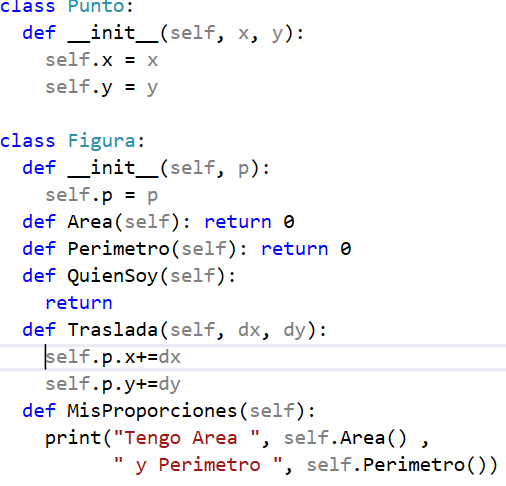 class Punto:
  def __init__(self, x, y):
    self.x = x
    self.y = y

class Figura:
  def __init__(self, p):
    self.p = p
  def Area(self): return 0
  def Perimetro(self): return 0
  def QuienSoy(self):
    return
  def Traslada(self, dx, dy):
    self.p.x+=dx
    self.p.y+=dy
  def MisProporciones(self):
    print("Tengo Area ", self.Area() ,
          " y Perimetro ", self.Perimetro())